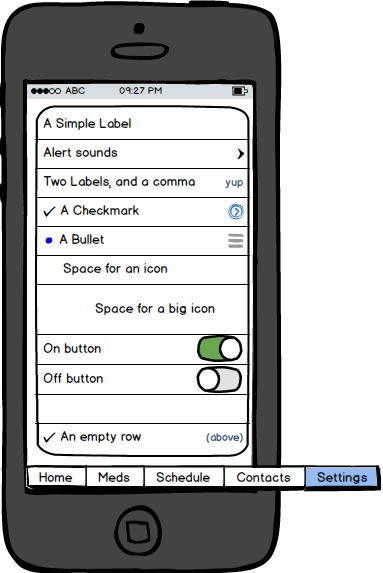 ABC 09:27 PM
A Simple Label
Alert sounds
Two Labels, and a comma yup
A Checkmark
A Bullet
Space for an icon
Space for a big icon
On button
Off button
An empty row (above)
Home Meds Schedule Contacts Settings